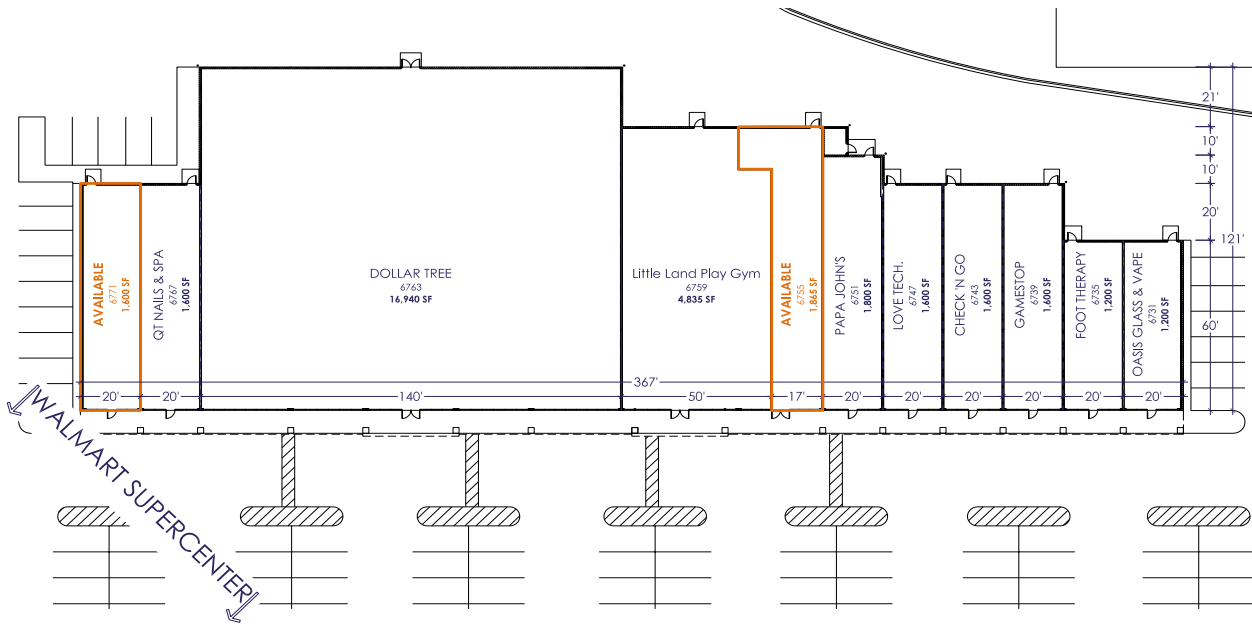 AVAILABLE
6771
1,600 SF
QT NAILS & SPA
6767
1,600 SF
DOLLAR TREE
6763
16,940 SF
Little Land Play Gym
6759
4,835 SF
AVAILABLE
6755
1,865 SF
PAPA JOHN'S
6751
1,800 SF
LOVE TECH.
6747
1,600 SF
CHECK 'N GO
6743
1,600 SF
GAMESTOP
6739
1,600 SF
FOOT THERAPY
6735
1,200 SF
OASIS GLASS & VAPE
6731
1,200 SF
21'
10'
10'
20'
121'
60'
367'
20'
20'
140'
50'
17'
20'
20'
20'
20'
20'
20'
WALMART SUPERCENTER